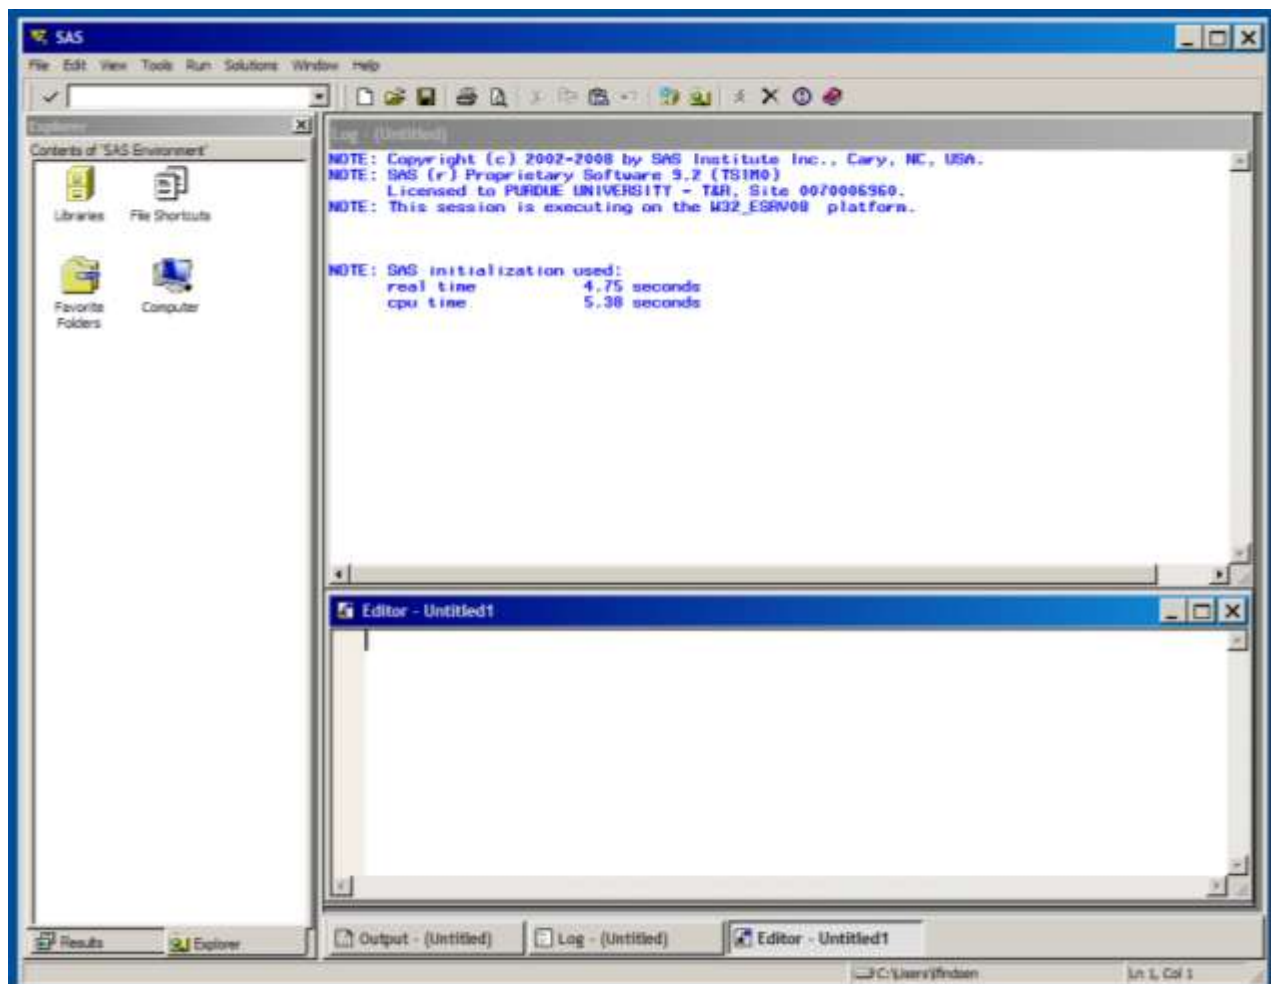 SAS
File Edit View Tools Run Solutions Window Help
Explorer
Contents of 'SAS Environment'
Libraries
File Shortcuts
Favorite Folders
Computer
Log - (Untitled)
NOTE: Copyright (c) 2002-2008 by SAS Institute Inc., Cary, NC, USA.
NOTE: SAS (r) Proprietary Software 9.2 (TS1M0)
Licensed to PURDUE UNIVERSITY - T&R, Site 0070006960.
NOTE: This session is executing on the W32_ESRV08 platform.
NOTE: SAS initialization used:
real time 4.75 seconds
cpu time 5.38 seconds
Editor - Untitled1
Results
Explorer
Output - (Untitled)
Log - (Untitled)
Editor - Untitled1
C:\Users\lfindsen
Ln 1, Col 1